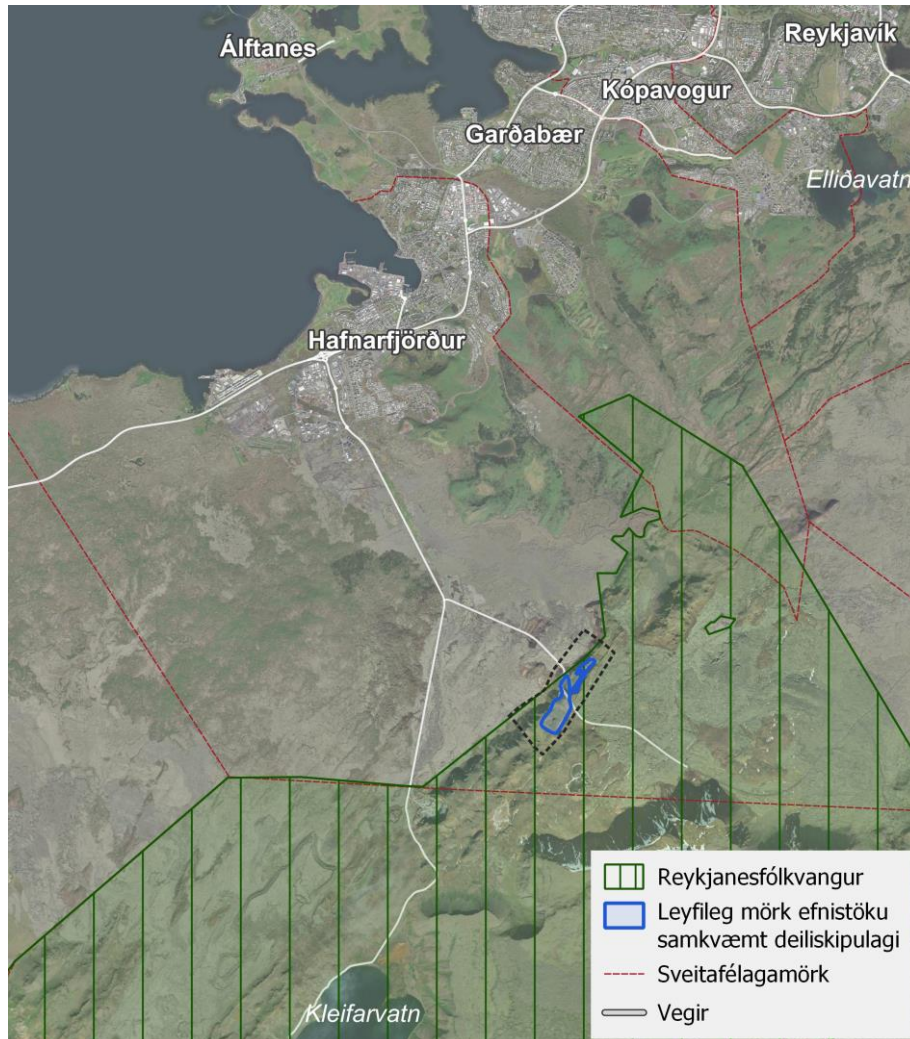 Álftanes
Reykjavík
Kópavogur
Garðabær
Elliðavatn
Hafnarfjörður
Reykjanesfólkvangur
Leyfileg mörk efnistöku
samkvæmt deiliskipulagi
Sveitafélagamörk
Vegir
Kleifarvatn